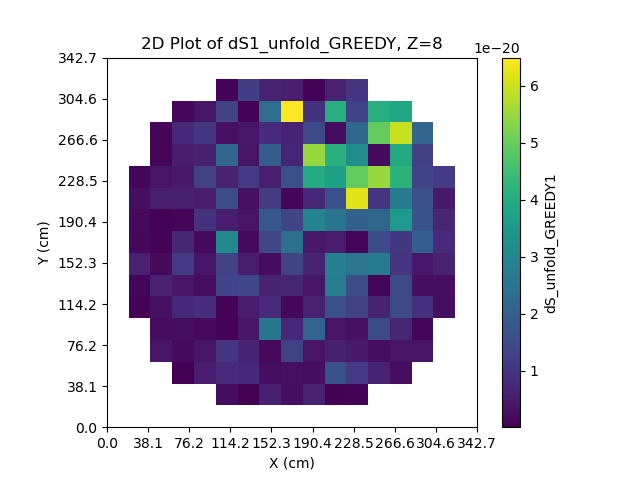 2D Plot of dS1_unfold_GREEDY, Z=8
1e−20
342.7
304.6
266.6
228.5
190.4
152.3
114.2
76.2
38.1
0.0
Y (cm)
0.0 38.1 76.2 114.2 152.3 190.4 228.5 266.6 304.6 342.7
X (cm)
6
5
4
3
2
1
dS_unfold_GREEDY1